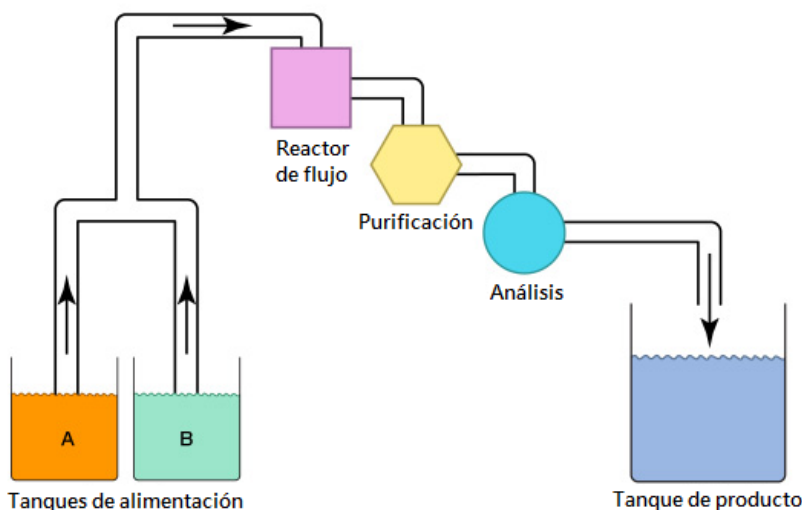 Reactor
de flujo
Purificación
Análisis
A
B
Tanques de alimentación
Tanque de producto